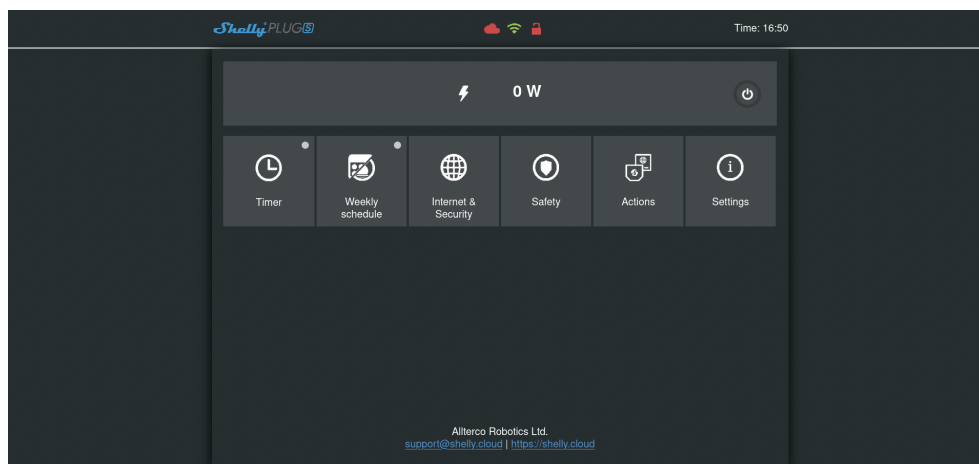 Shelly PLUG S
Time: 16:50
0 W
Timer
Weekly
schedule
Internet &
Security
Safety
Actions
Settings
Allterco Robotics Ltd.
support@shelly.cloud | https://shelly.cloud